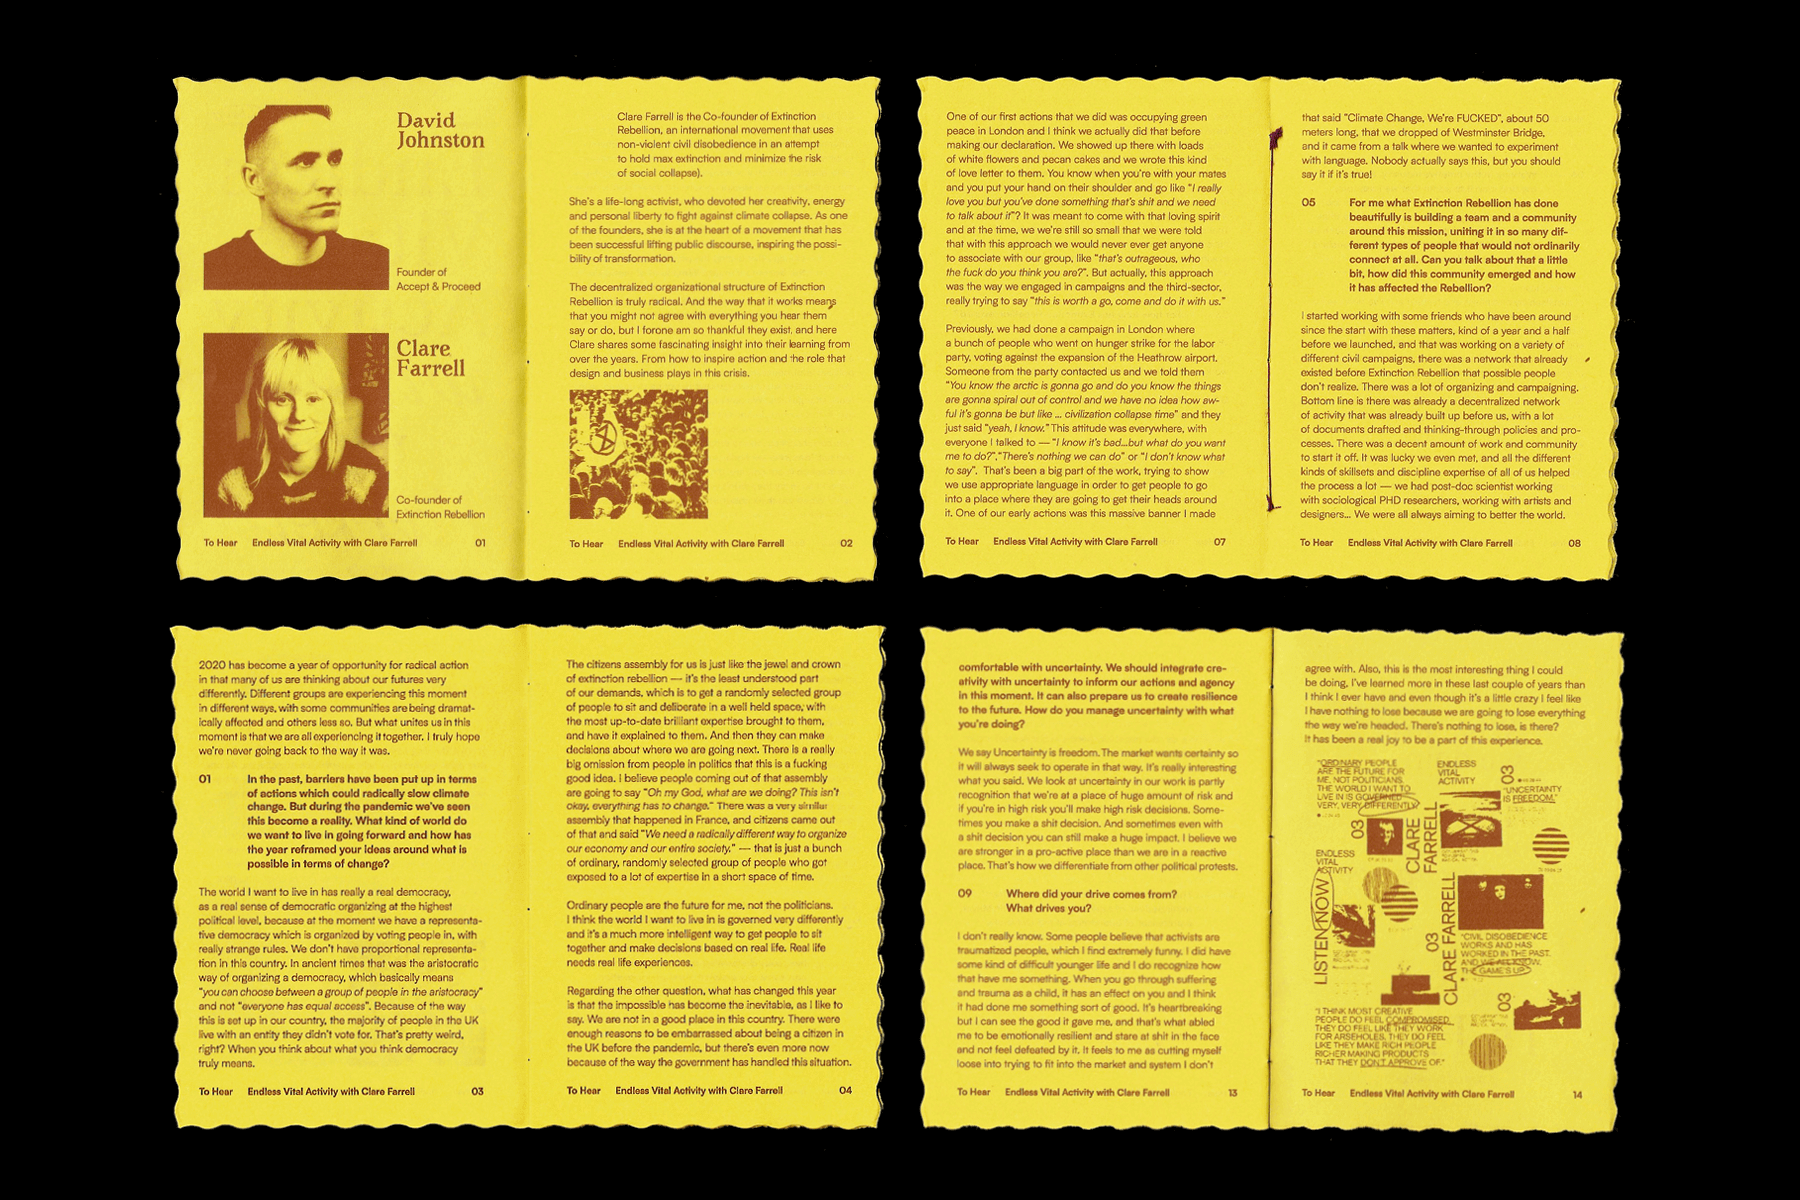 David
Johnston
Founder of
Accept & Proceed
Clare
Farrell
Co-founder of
Extinction Rebellion
To Hear Endless Vital Activity with Clare Farrell 01
Clare Farrell is the Co-founder of Extinction
Rebellion, an international movement that uses
non-violent civil disobedience in an attempt
to hold max extinction and minimize the risk
of social collapse).
She's a life-long activist, who devoted her creativity, energy
and personal liberty to fight against climate collapse. As one
of the founders, she is at the heart of a movement that has
been successful lifting public discourse, inspiring the possi-
bility of transformation.
The decentralized organizational structure of Extinction
Rebellion is truly radical. And the way that it works means
that you might not agree with everything you hear them
say or do, but I forone am so thankful they exist, and here
Clare shares some fascinating insight into their learning from
over the years. From how to inspire action and the role that
design and business plays in this crisis.
To Hear Endless Vital Activity with Clare Farrell 02
One of our first actions that we did was occupying green
peace in London and I think we actually did that before
making our declaration. We showed up there with loads
of white flowers and pecan cakes and we wrote this kind
of love letter to them. You know when you're with your mates
and you put your hand on their shoulder and go like "I really
love you but you've done something that's shit and we need
to talk about it"? It was meant to come with that loving spirit
and at the time, we we're still so small that we were told
that with this approach we would never ever get anyone
to associate with our group, like "that's outrageous, who
the fuck do you think you are?". But actually, this approach
was the way we engaged in campaigns and the third-sector,
really trying to say "this is worth a go, come and do it with us."
Previously, we had done a campaign in London where
a bunch of people who went on hunger strike for the labor
party, voting against the expansion of the Heathrow airport.
Someone from the party contacted us and we told them
"You know the arctic is gonna go and do you know the things
are gonna spiral out of control and we have no idea how aw-
ful it's gonna be but like ... civilization collapse time" and they
just said "yeah, I know." This attitude was everywhere, with
everyone I talked to — "I know it's bad...but what do you want
me to do?","There's nothing we can do" or "I don't know what
to say". That's been a big part of the work, trying to show
we use appropriate language in order to get people to go
into a place where they are going to get their heads around
it. One of our early actions was this massive banner I made
To Hear Endless Vital Activity with Clare Farrell 07
that said "Climate Change, We're FUCKED", about 50
meters long, that we dropped of Westminster Bridge,
and it came from a talk where we wanted to experiment
with language. Nobody actually says this, but you should
say it if it's true!
05 For me what Extinction Rebellion has done
beautifully is building a team and a community
around this mission, uniting it in so many dif-
ferent types of people that would not ordinarily
connect at all. Can you talk about that a little
bit, how did this community emerged and how
it has affected the Rebellion?
I started working with some friends who have been around
since the start with these matters, kind of a year and a half
before we launched, and that was working on a variety of
different civil campaigns, there was a network that already
existed before Extinction Rebellion that possible people
don't realize. There was a lot of organizing and campaigning.
Bottom line is there was already a decentralized network
of activity that was already built up before us, with a lot
of documents drafted and thinking-through policies and pro-
cesses. There was a decent amount of work and community
to start it off. It was lucky we even met, and all the different
kinds of skillsets and discipline expertise of all of us helped
the process a lot — we had post-doc scientist working
with sociological PHD researchers, working with artists and
designers... We were all always aiming to better the world.
To Hear Endless Vital Activity with Clare Farrell 08
2020 has become a year of opportunity for radical action
in that many of us are thinking about our futures very
differently. Different groups are experiencing this moment
in different ways, with some communities are being dramat-
ically affected and others less so. But what unites us in this
moment is that we are all experiencing it together. I truly hope
we're never going back to the way it was.
01 In the past, barriers have been put up in terms
of actions which could radically slow climate
change. But during the pandemic we've seen
this become a reality. What kind of world do
we want to live in going forward and how has
the year reframed your ideas around what is
possible in terms of change?
The world I want to live in has really a real democracy,
as a real sense of democratic organizing at the highest
political level, because at the moment we have a representa-
tive democracy which is organized by voting people in, with
really strange rules. We don't have proportional representa-
tion in this country. In ancient times that was the aristocratic
way of organizing a democracy, which basically means
"you can choose between a group of people in the aristocracy"
and not "everyone has equal access". Because of the way
this is set up in our country, the majority of people in the UK
live with an entity they didn't vote for. That's pretty weird,
right? When you think about what you think democracy
truly means.
To Hear Endless Vital Activity with Clare Farrell 03
The citizens assembly for us is just like the jewel and crown
of extinction rebellion — it's the least understood part
of our demands, which is to get a randomly selected group
of people to sit and deliberate in a well held space, with
the most up-to-date brilliant expertise brought to them,
and have it explained to them. And then they can make
decisions about where we are going next. There is a really
big omission from people in politics that this is a fucking
good idea. I believe people coming out of that assembly
are going to say "Oh my God, what are we doing? This isn't
okay, everything has to change." There was a very similar
assembly that happened in France, and citizens came out
of that and said "We need a radically different way to organize
our economy and our entire society." — that is just a bunch
of ordinary, randomly selected group of people who got
exposed to a lot of expertise in a short space of time.
Ordinary people are the future for me, not the politicians.
I think the world I want to live in is governed very differently
and it's a much more intelligent way to get people to sit
together and make decisions based on real life. Real life
needs real life experiences.
Regarding the other question, what has changed this year
is that the impossible has become the inevitable, as I like to
say. We are not in a good place in this country. There were
enough reasons to be embarrassed about being a citizen in
the UK before the pandemic, but there's even more now
because of the way the government has handled this situation.
To Hear Endless Vital Activity with Clare Farrell 04
comfortable with uncertainty. We should integrate cre-
ativity with uncertainty to inform our actions and agency
in this moment. It can also prepare us to create resilience
to the future. How do you manage uncertainty with what
you're doing?
We say Uncertainty is freedom. The market wants certainty so
it will always seek to operate in that way. It's really interesting
what you said. We look at uncertainty in our work is partly
recognition that we're at a place of huge amount of risk and
if you're in high risk you'll make high risk decisions. Some-
times you make a shit decision. And sometimes even with
a shit decision you can still make a huge impact. I believe we
are stronger in a pro-active place than we are in a reactive
place. That's how we differentiate from other political protests.
09 Where did your drive comes from?
What drives you?
I don't really know. Some people believe that activists are
traumatized people, which I find extremely funny. I did have
some kind of difficult younger life and I do recognize how
that have me something. When you go through suffering
and trauma as a child, it has an effect on you and I think
it had done me something sort of good. It's heartbreaking
but I can see the good it gave me, and that's what abled
me to be emotionally resilient and stare at shit in the face
and not feel defeated by it. It feels to me as cutting myself
loose into trying to fit into the market and system I don't
To Hear Endless Vital Activity with Clare Farrell 13
agree with. Also, this is the most interesting thing I could
be doing, I've learned more in these last couple of years than
I think I ever have and even though it's a little crazy I feel like
I have nothing to lose because we are going to lose everything
the way we're headed. There's nothing to lose, is there?
It has been a real joy to be a part of this experience.
"ORDINARY PEOPLE
ARE THE FUTURE FOR
ME, NOT POLITICIANS.
THE WORLD I WANT TO
LIVE IN IS GOVERNED
VERY, VERY DIFFERENTLY.
ENDLESS
VITAL
ACTIVITY
03
"UNCERTAINTY
IS FREEDOM."
03
CLARE
FARRELL
ENDLESS
VITAL
ACTIVITY
LISTEN NOW
03
CLARE FARRELL
"CIVIL DISOBEDIENCE
WORKS AND HAS
WORKED IN THE PAST.
AND WE ALL KNOW
THE GAME'S UP."
03
"I THINK MOST CREATIVE
PEOPLE DO FEEL COMPROMISED.
THEY DO FEEL LIKE THEY WORK
FOR ARSEHOLES, THEY DO FEEL
LIKE THEY MAKE RICH PEOPLE
RICHER MAKING PRODUCTS
THAT THEY DON'T APPROVE OF."
To Hear Endless Vital Activity with Clare Farrell 14